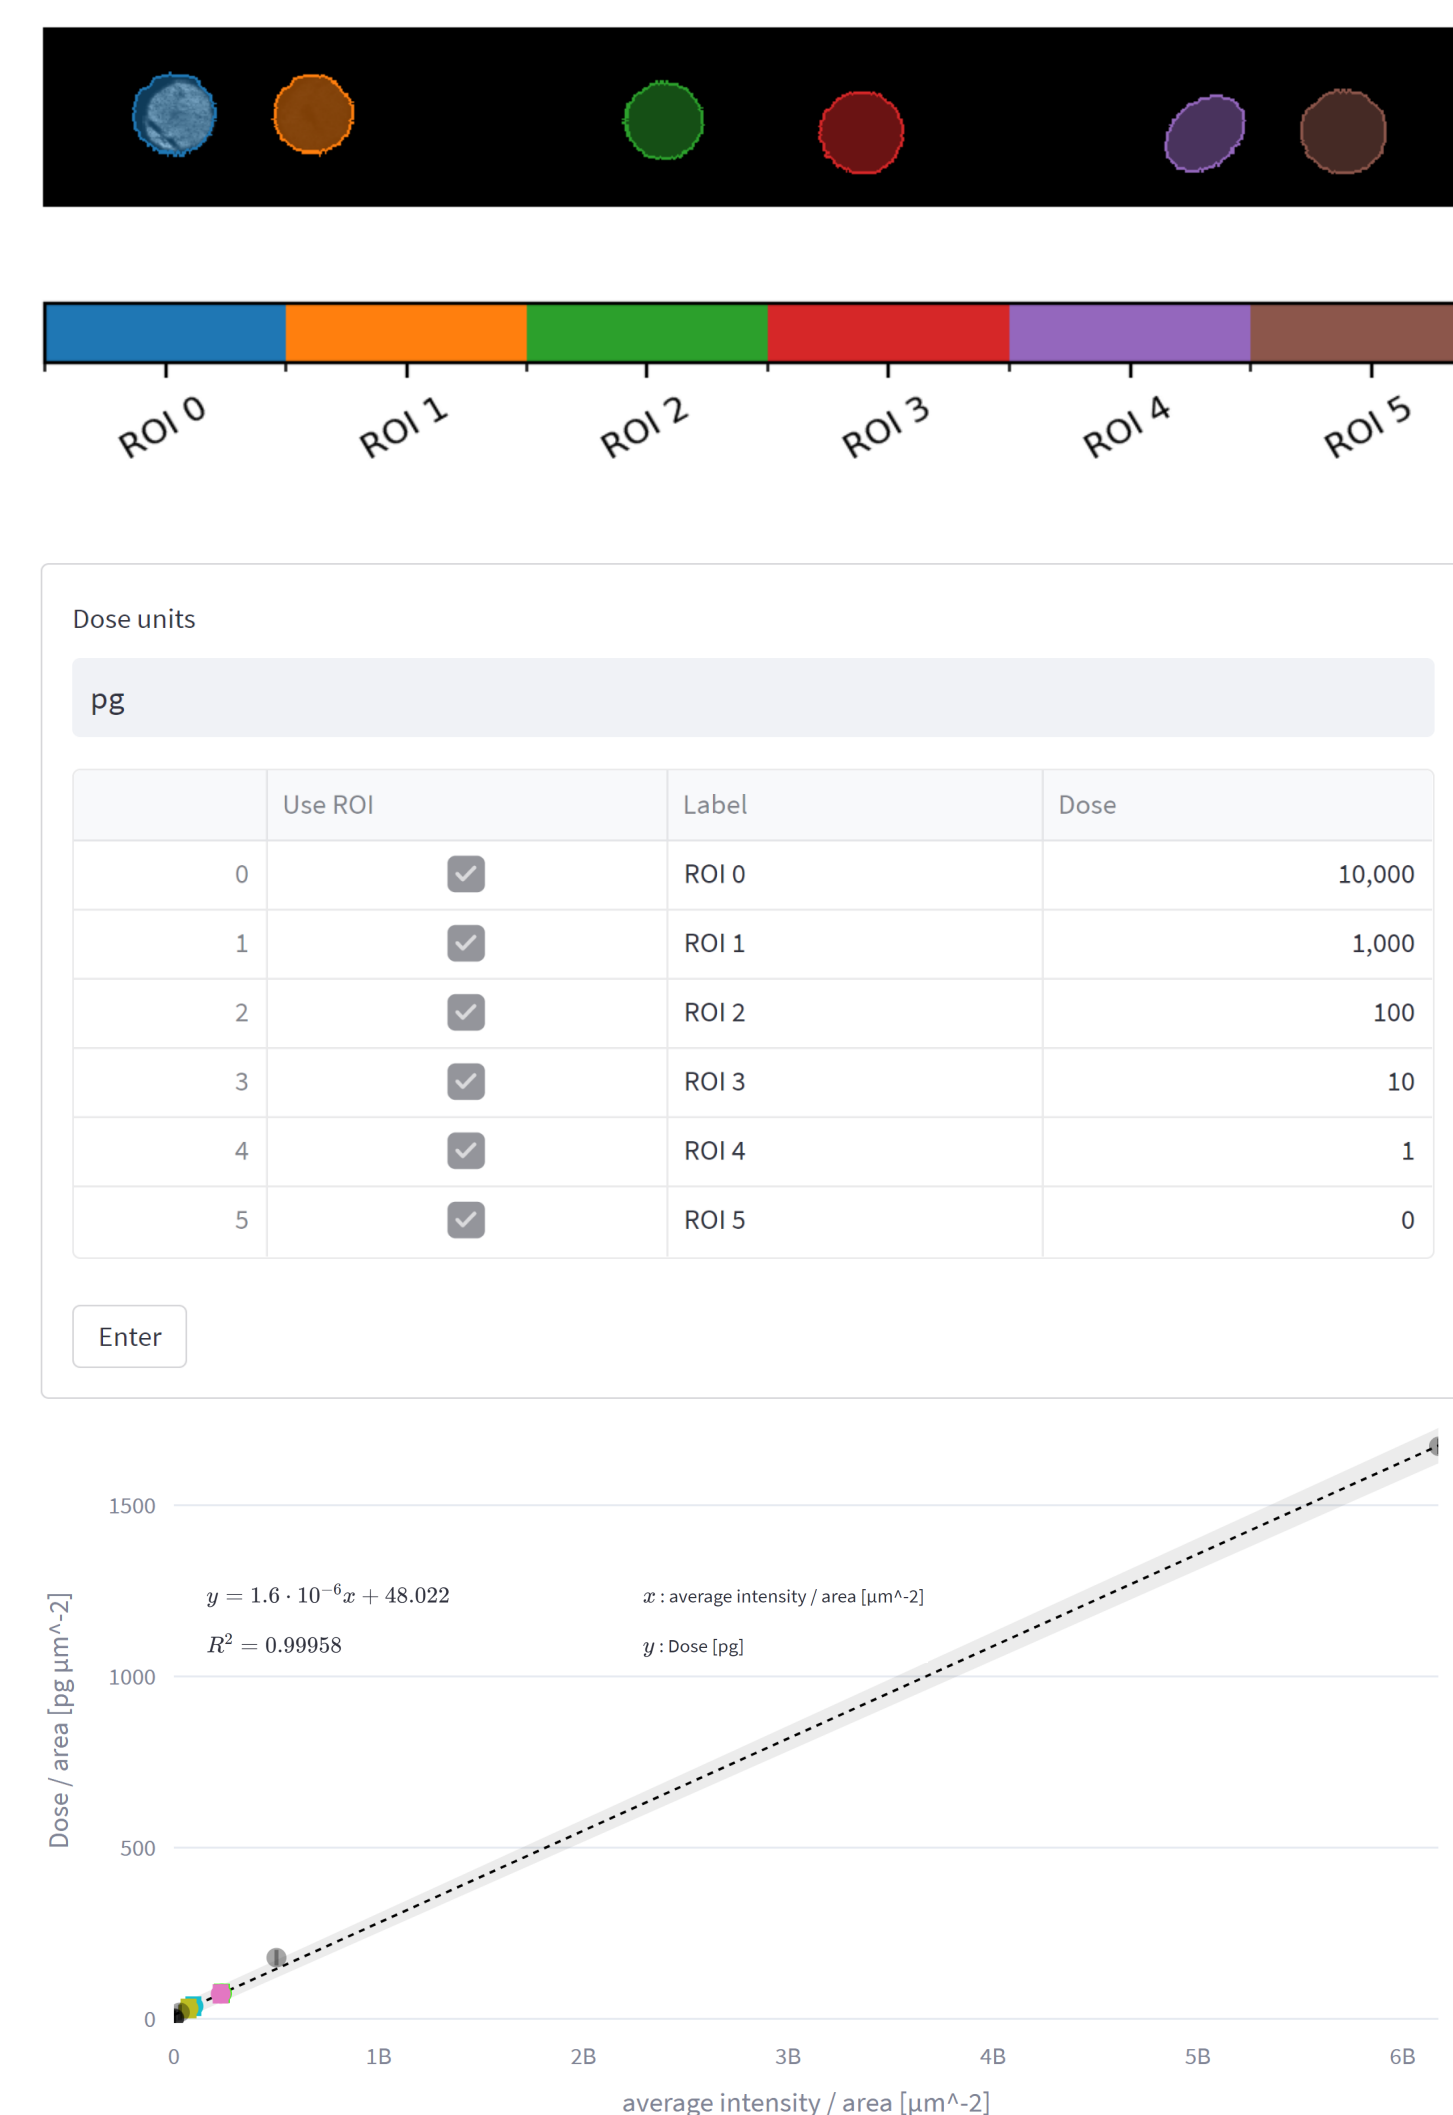 ROI 0 ROI 1 ROI 2 ROI 3 ROI 4 ROI 5
Dose units
pg
Use ROI Label Dose
0 ROI 0 10,000
1 ROI 1 1,000
2 ROI 2 100
3 ROI 3 10
4 ROI 4 1
5 ROI 5 0
Enter
Dose / area [pg µm^-2]
1500
1000
500
0
y = 1.6 · 10⁻⁶x + 48.022
R² = 0.99958
x : average intensity / area [µm^-2]
y : Dose [pg]
0 1B 2B 3B 4B 5B 6B
average intensity / area [µm^-2]